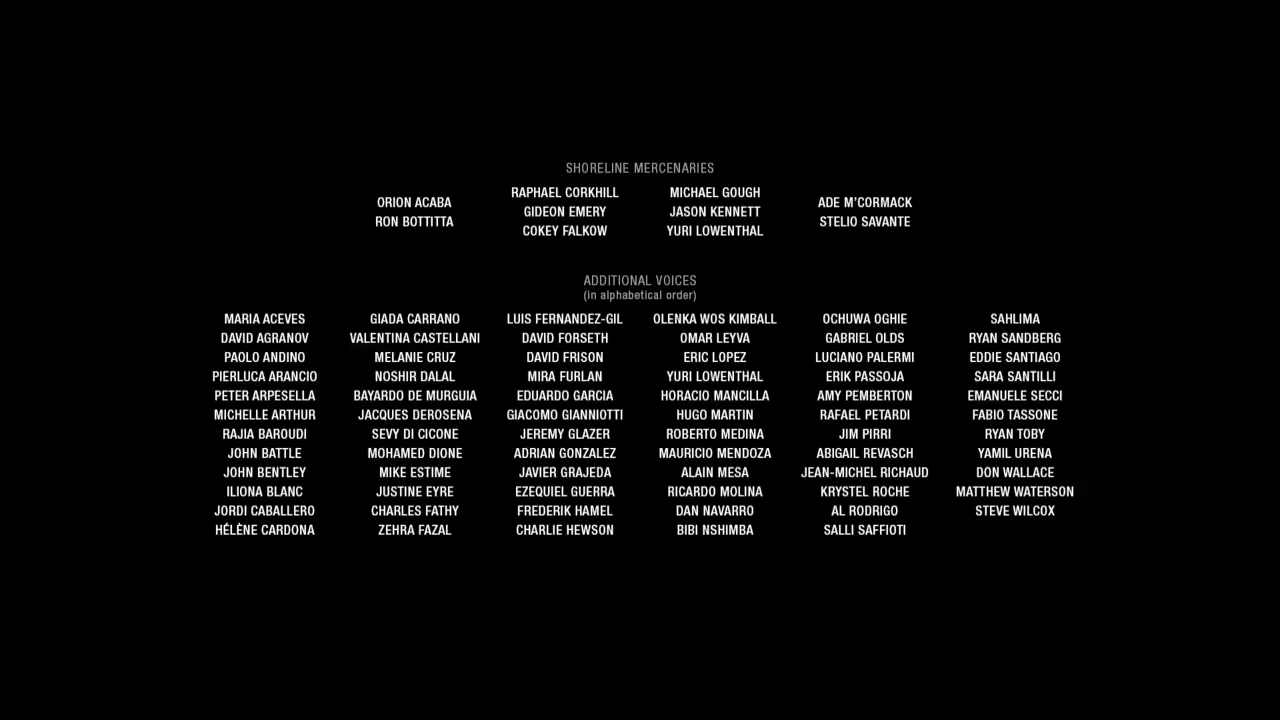 SHORELINE MERCENARIES
ORION ACABA
RON BOTTITTA
RAPHAEL CORKHILL
GIDEON EMERY
COKEY FALKOW
MICHAEL GOUGH
JASON KENNETT
YURI LOWENTHAL
ADE M'CORMACK
STELIO SAVANTE
ADDITIONAL VOICES
(in alphabetical order)
MARIA ACEVES
DAVID AGRANOV
PAOLO ANDINO
PIERLUCA ARANCIO
PETER ARPESELLA
MICHELLE ARTHUR
RAJIA BAROUDI
JOHN BATTLE
JOHN BENTLEY
ILIONA BLANC
JORDI CABALLERO
HÉLÈNE CARDONA
GIADA CARRANO
VALENTINA CASTELLANI
MELANIE CRUZ
NOSHIR DALAL
BAYARDO DE MURGUIA
JACQUES DEROSENA
SEVY DI CICONE
MOHAMED DIONE
MIKE ESTIME
JUSTINE EYRE
CHARLES FATHY
ZEHRA FAZAL
LUIS FERNANDEZ-GIL
DAVID FORSETH
DAVID FRISON
MIRA FURLAN
EDUARDO GARCIA
GIACOMO GIANNIOTTI
JEREMY GLAZER
ADRIAN GONZALEZ
JAVIER GRAJEDA
EZEQUIEL GUERRA
FREDERIK HAMEL
CHARLIE HEWSON
OLENKA WOS KIMBALL
OMAR LEYVA
ERIC LOPEZ
YURI LOWENTHAL
HORACIO MANCILLA
HUGO MARTIN
ROBERTO MEDINA
MAURICIO MENDOZA
ALAIN MESA
RICARDO MOLINA
DAN NAVARRO
BIBI NSHIMBA
OCHUWA OGHIE
GABRIEL OLDS
LUCIANO PALERMI
ERIK PASSOJA
AMY PEMBERTON
RAFAEL PETARDI
JIM PIRRI
ABIGAIL REVASCH
JEAN-MICHEL RICHAUD
KRYSTEL ROCHE
AL RODRIGO
SALLI SAFFIOTI
SAHLIMA
RYAN SANDBERG
EDDIE SANTIAGO
SARA SANTILLI
EMANUELE SECCI
FABIO TASSONE
RYAN TOBY
YAMIL URENA
DON WALLACE
MATTHEW WATERSON
STEVE WILCOX